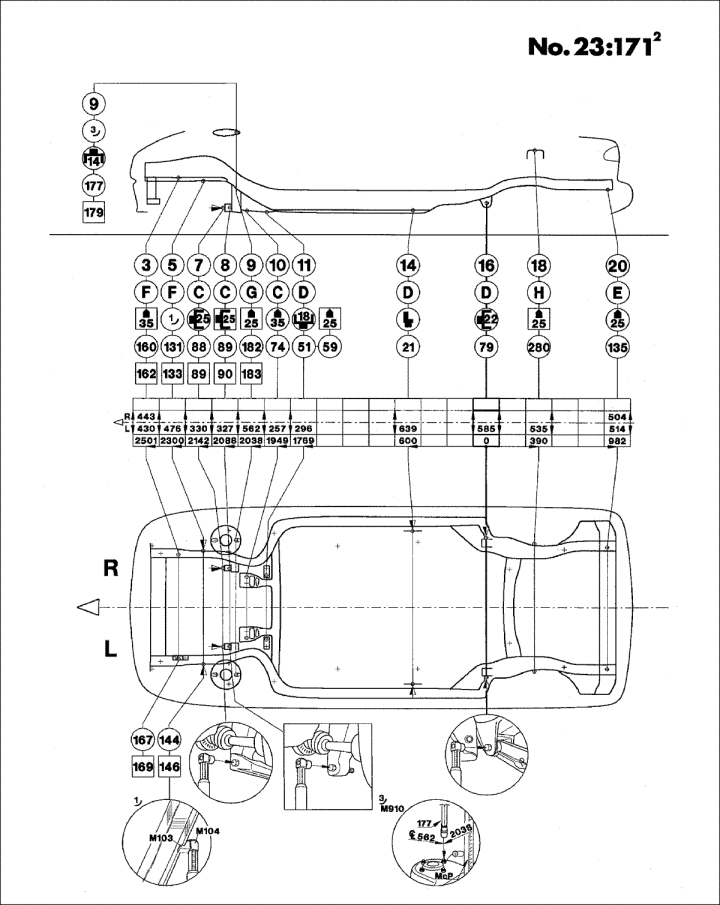 No. 23:171²
9
3
14
177
179
3 5 7 8 9 10 11 14 16 18 20
F F C C G C D D D H E
35 1 25 25 25 35 18 25 22 25 25
160 131 88 89 182 74 51 59 21 79 280 135
162 133 89 90 183
R 443 504
L 430 476 330 327 562 257 296 639 585 535 514
2501 2300 2142 2088 2038 1949 1769 600 0 390 982
R
L
167 144
169 146
1
M103 M104
3
M910
177
℄ 562 2038
McP